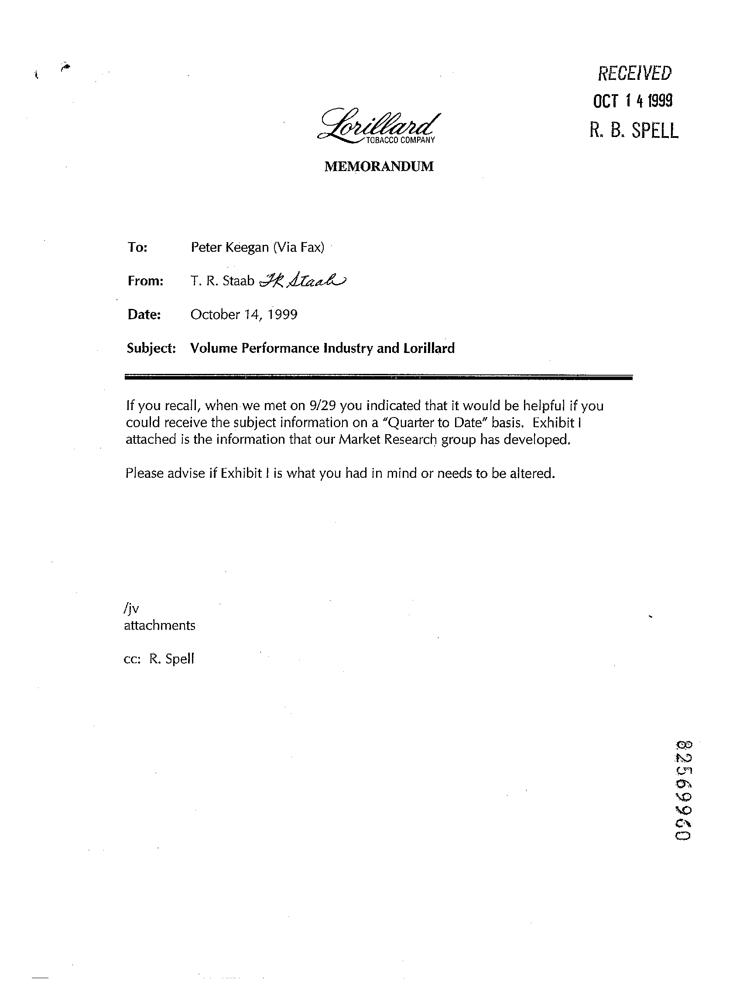 RECEIVED
OCT 14 1999
R. B. SPELL
Lorillard
TOBACCO COMPANY
MEMORANDUM
To: Peter Keegan (Via Fax)
From: T. R. Staab TR Staab
Date: October 14, 1999
Subject: Volume Performance Industry and Lorillard
If you recall, when we met on 9/29 you indicated that it would be helpful if you
could receive the subject information on a "Quarter to Date" basis. Exhibit I
attached is the information that our Market Research group has developed.
Please advise if Exhibit I is what you had in mind or needs to be altered.
/jv
attachments
cc: R. Spell
82569960